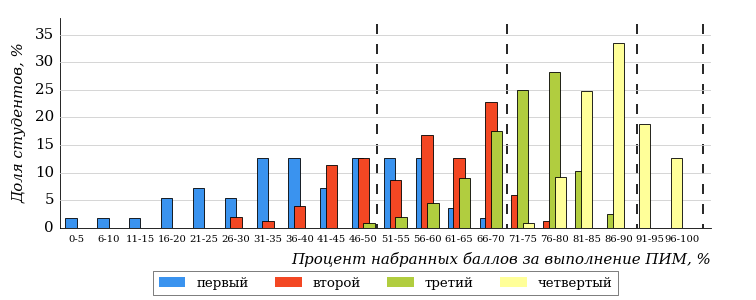 Доля студентов, %
35
30
25
20
15
10
5
0
0-5 6-10 11-15 16-20 21-25 26-30 31-35 36-40 41-45 46-50 51-55 56-60 61-65 66-70 71-75 76-80 81-85 86-90 91-95 96-100
Процент набранных баллов за выполнение ПИМ, %
первый второй третий четвертый